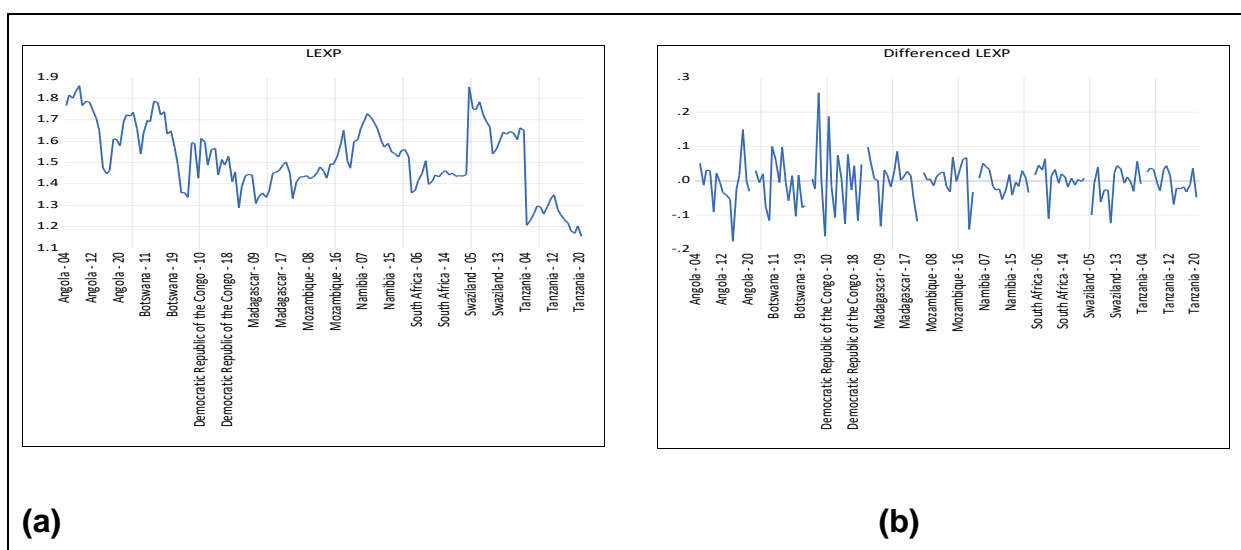 LEXP
1.9
1.8
1.7
1.6
1.5
1.4
1.3
1.2
1.1
Angola - 04
Angola - 12
Angola - 20
Botswana - 11
Botswana - 19
Democratic Republic of the Congo - 10
Democratic Republic of the Congo - 18
Madagascar - 09
Madagascar - 17
Mozambique - 08
Mozambique - 16
Namibia - 07
Namibia - 15
South Africa - 06
South Africa - 14
Swaziland - 05
Swaziland - 13
Tanzania - 04
Tanzania - 12
Tanzania - 20
(a)
Differenced LEXP
.3
.2
.1
.0
-.1
-.2
Angola - 04
Angola - 12
Angola - 20
Botswana - 11
Botswana - 19
Democratic Republic of the Congo - 10
Democratic Republic of the Congo - 18
Madagascar - 09
Madagascar - 17
Mozambique - 08
Mozambique - 16
Namibia - 07
Namibia - 15
South Africa - 06
South Africa - 14
Swaziland - 05
Swaziland - 13
Tanzania - 04
Tanzania - 12
Tanzania - 20
(b)